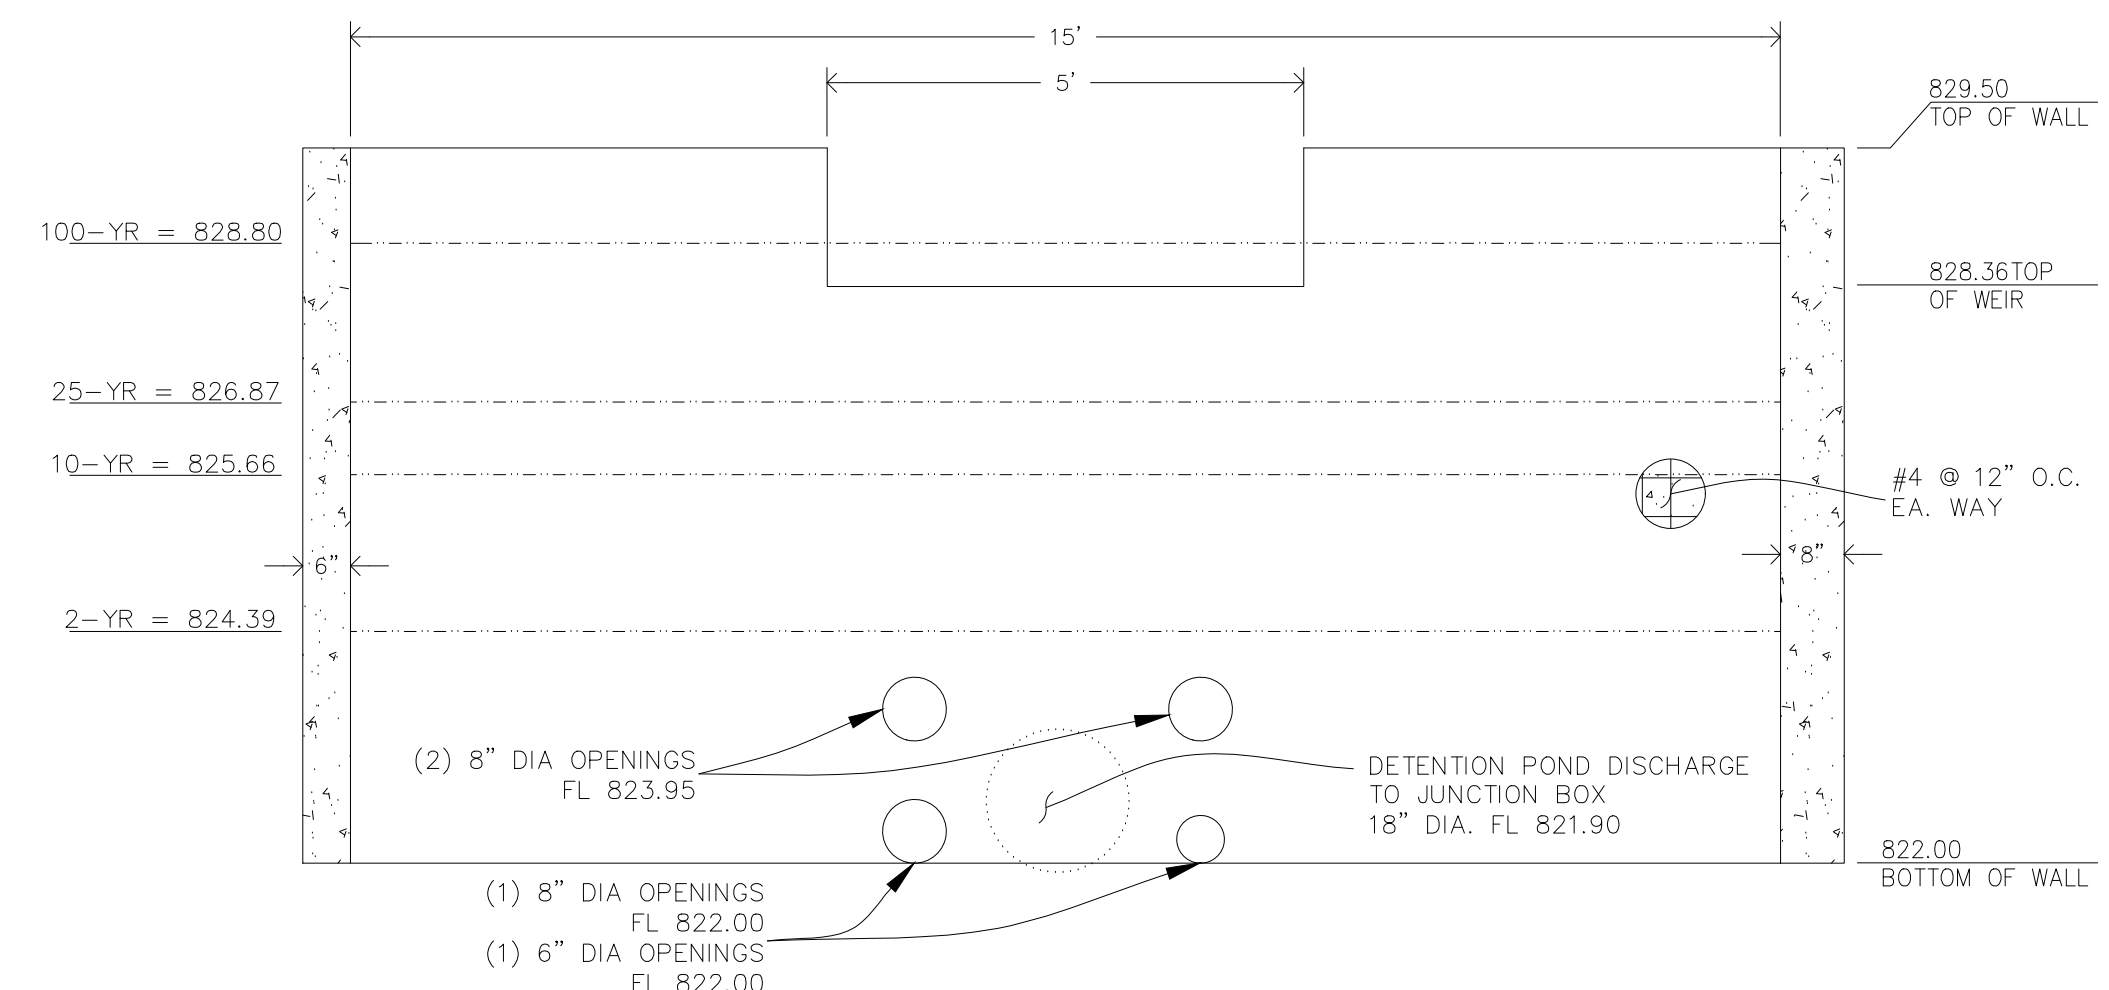 15'
5'
829.50
TOP OF WALL
100-YR = 828.80
828.36TOP
OF WEIR
25-YR = 826.87
10-YR = 825.66
#4 @ 12" O.C.
EA. WAY
6"
8"
2-YR = 824.39
(2) 8" DIA OPENINGS
FL 823.95
DETENTION POND DISCHARGE
TO JUNCTION BOX
18" DIA. FL 821.90
822.00
BOTTOM OF WALL
(1) 8" DIA OPENINGS
FL 822.00
(1) 6" DIA OPENINGS
FL 822.00